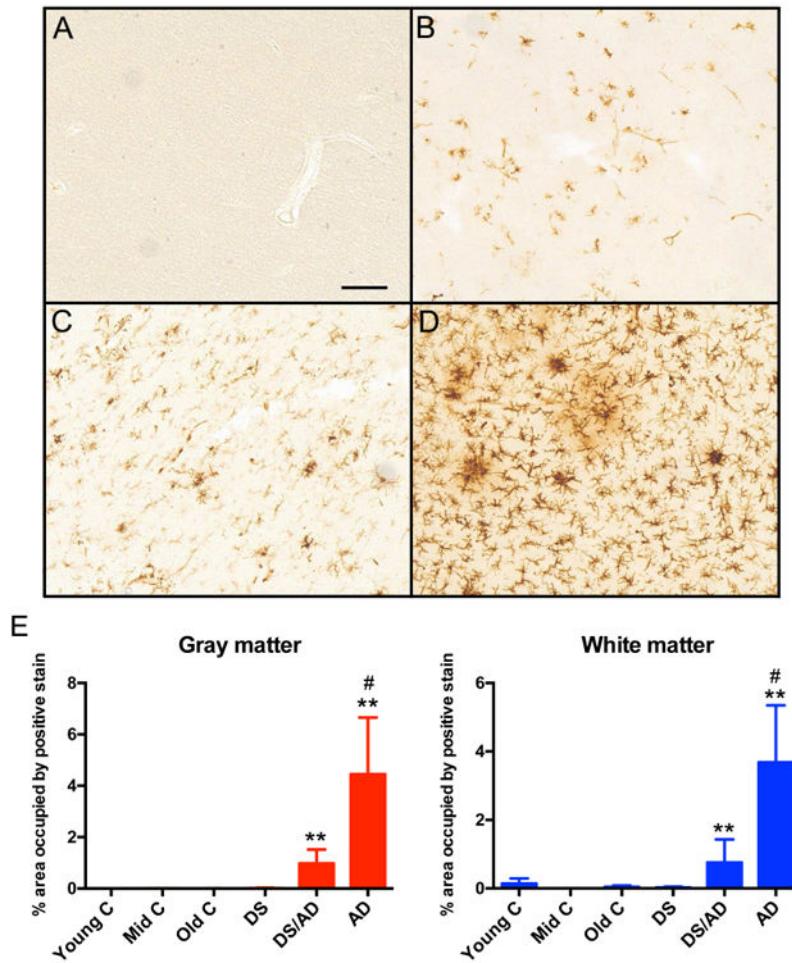 A
B
C
D
E
Gray matter
White matter
% area occupied by positive stain
8
6
4
2
0
#
**
**
Young C
Mid C
Old C
DS
DS/AD
AD
% area occupied by positive stain
6
4
2
0
#
**
**
Young C
Mid C
Old C
DS
DS/AD
AD